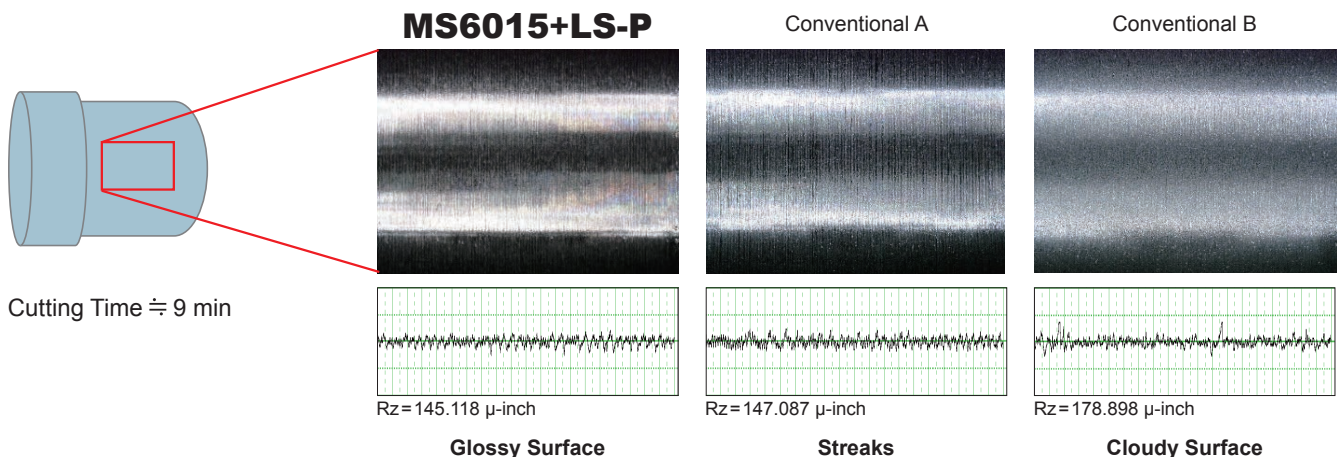 MS6015+LS-P
Conventional A
Conventional B
Cutting Time ≒ 9 min
Rz=145.118 μ-inch
Rz=147.087 μ-inch
Rz=178.898 μ-inch
Glossy Surface
Streaks
Cloudy Surface